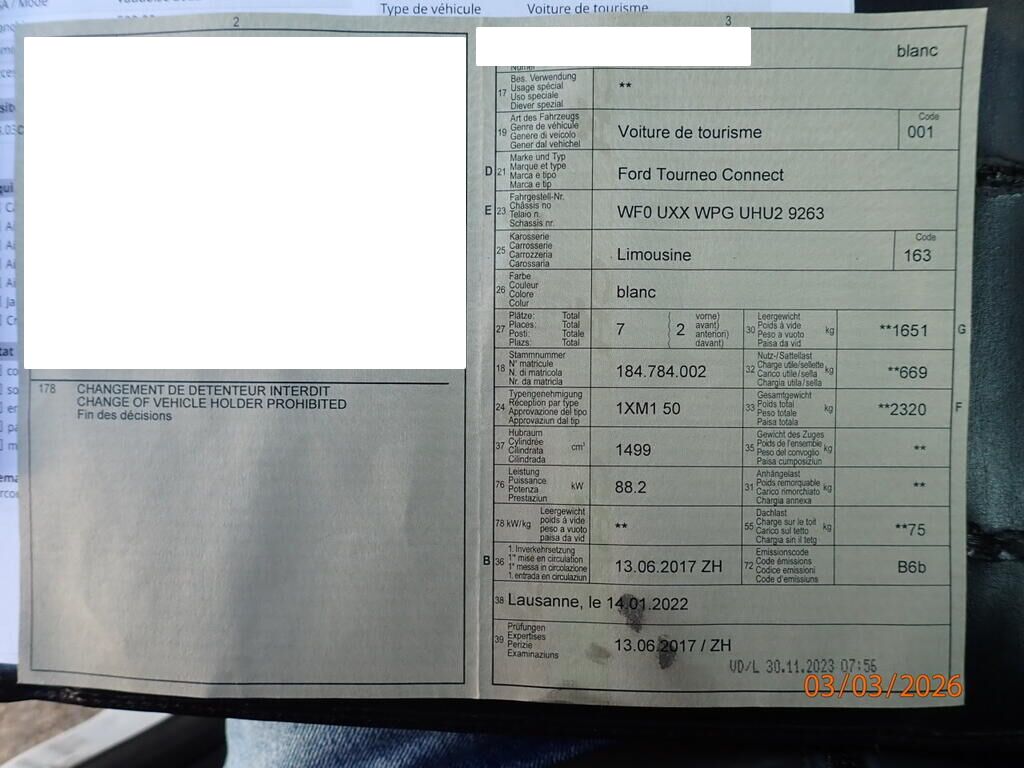 Type de véhicule Voiture de tourisme
2
3
blanc
17 Bes. Verwendung
Usage spécial
Uso speciale
Diever spezial
**
19 Art des Fahrzeugs
Genre de véhicule
Genere di veicolo
Gener dal vehichel
Voiture de tourisme
Code
001
D 21 Marke und Typ
Marque et type
Marca e tipo
Marca e tip
Ford Tourneo Connect
E 23 Fahrgestell-Nr.
Châssis no
Telaio n.
Schassis nr.
WF0 UXX WPG UHU2 9263
25 Karosserie
Carrosserie
Carrozzeria
Carossaria
Limousine
Code
163
26 Farbe
Couleur
Colore
Colur
blanc
27 Plätze: Total
Places: Total
Posti: Totale
Plazs: Total
7
( vorne)
( avant)
2
( anteriori)
( davant)
30 Leergewicht
Poids à vide
Peso a vuoto
Paisa da vid
kg
**1651
G
18 Stammnummer
N° matricule
N. di matricola
Nr. da matricla
184.784.002
32 Nutz-/Sattellast
Charge utile/sellette
Carico utile/sella
Chargia utila/sella
kg
**669
24 Typengenehmigung
Réception par type
Approvazione del tipo
Approvaziun dal tip
1XM1 50
33 Gesamtgewicht
Poids total
Peso totale
Paisa totala
kg
**2320
F
37 Hubraum
Cylindrée
Cilindrata
Cilindrada
cm³
1499
35 Gewicht des Zuges
Poids de l'ensemble
Peso del convoglio
Paisa cumposiziun
kg
**
76 Leistung
Puissance
Potenza
Prestaziun
kW
88.2
31 Anhängelast
Poids remorquable
Carico rimorchiato
Chargia annexa
kg
**
78 kW/kg
Leergewicht
poids à vide
peso a vuoto
paisa da vid
**
55 Dachlast
Charge sur le toit
Carico sul tetto
Chargia sin il tetg
kg
**75
B 36 1. Inverkehrsetzung
1re mise en circulation
1a messa in circolazione
1. entrada en circulaziun
13.06.2017 ZH
72 Emissionscode
Code émissions
Codice emissioni
Code d'emissiuns
B6b
38 Lausanne, le 14.01.2022
39 Prüfungen
Expertises
Perizie
Examinaziuns
13.06.2017 / ZH
VD/L 30.11.2023 07:56
178 CHANGEMENT DE DETENTEUR INTERDIT
CHANGE OF VEHICLE HOLDER PROHIBITED
Fin des décisions
03/03/2026